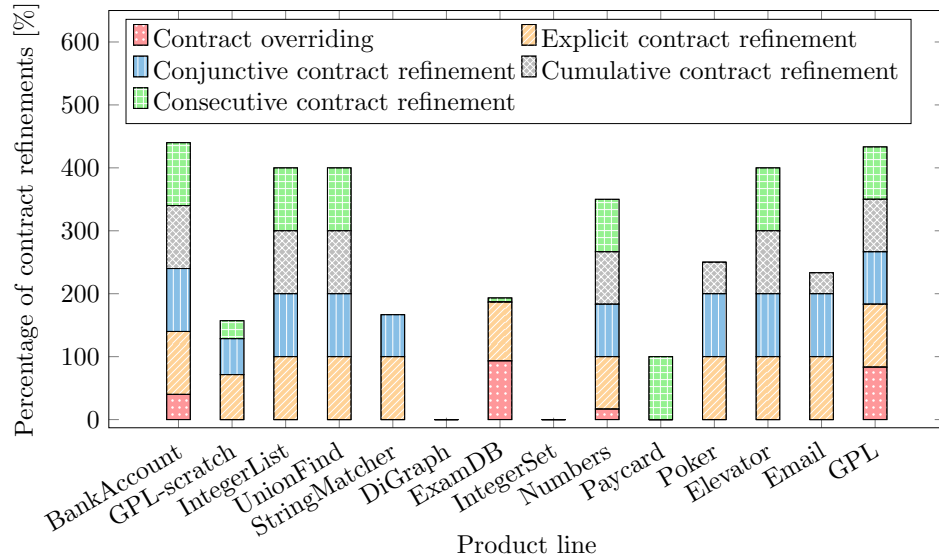 Percentage of contract refinements [%]
600
500
400
300
200
100
0
Contract overriding
Explicit contract refinement
Conjunctive contract refinement
Cumulative contract refinement
Consecutive contract refinement
BankAccount
GPL-scratch
IntegerList
UnionFind
StringMatcher
DiGraph
ExamDB
IntegerSet
Numbers
Paycard
Poker
Elevator
Email
GPL
Product line